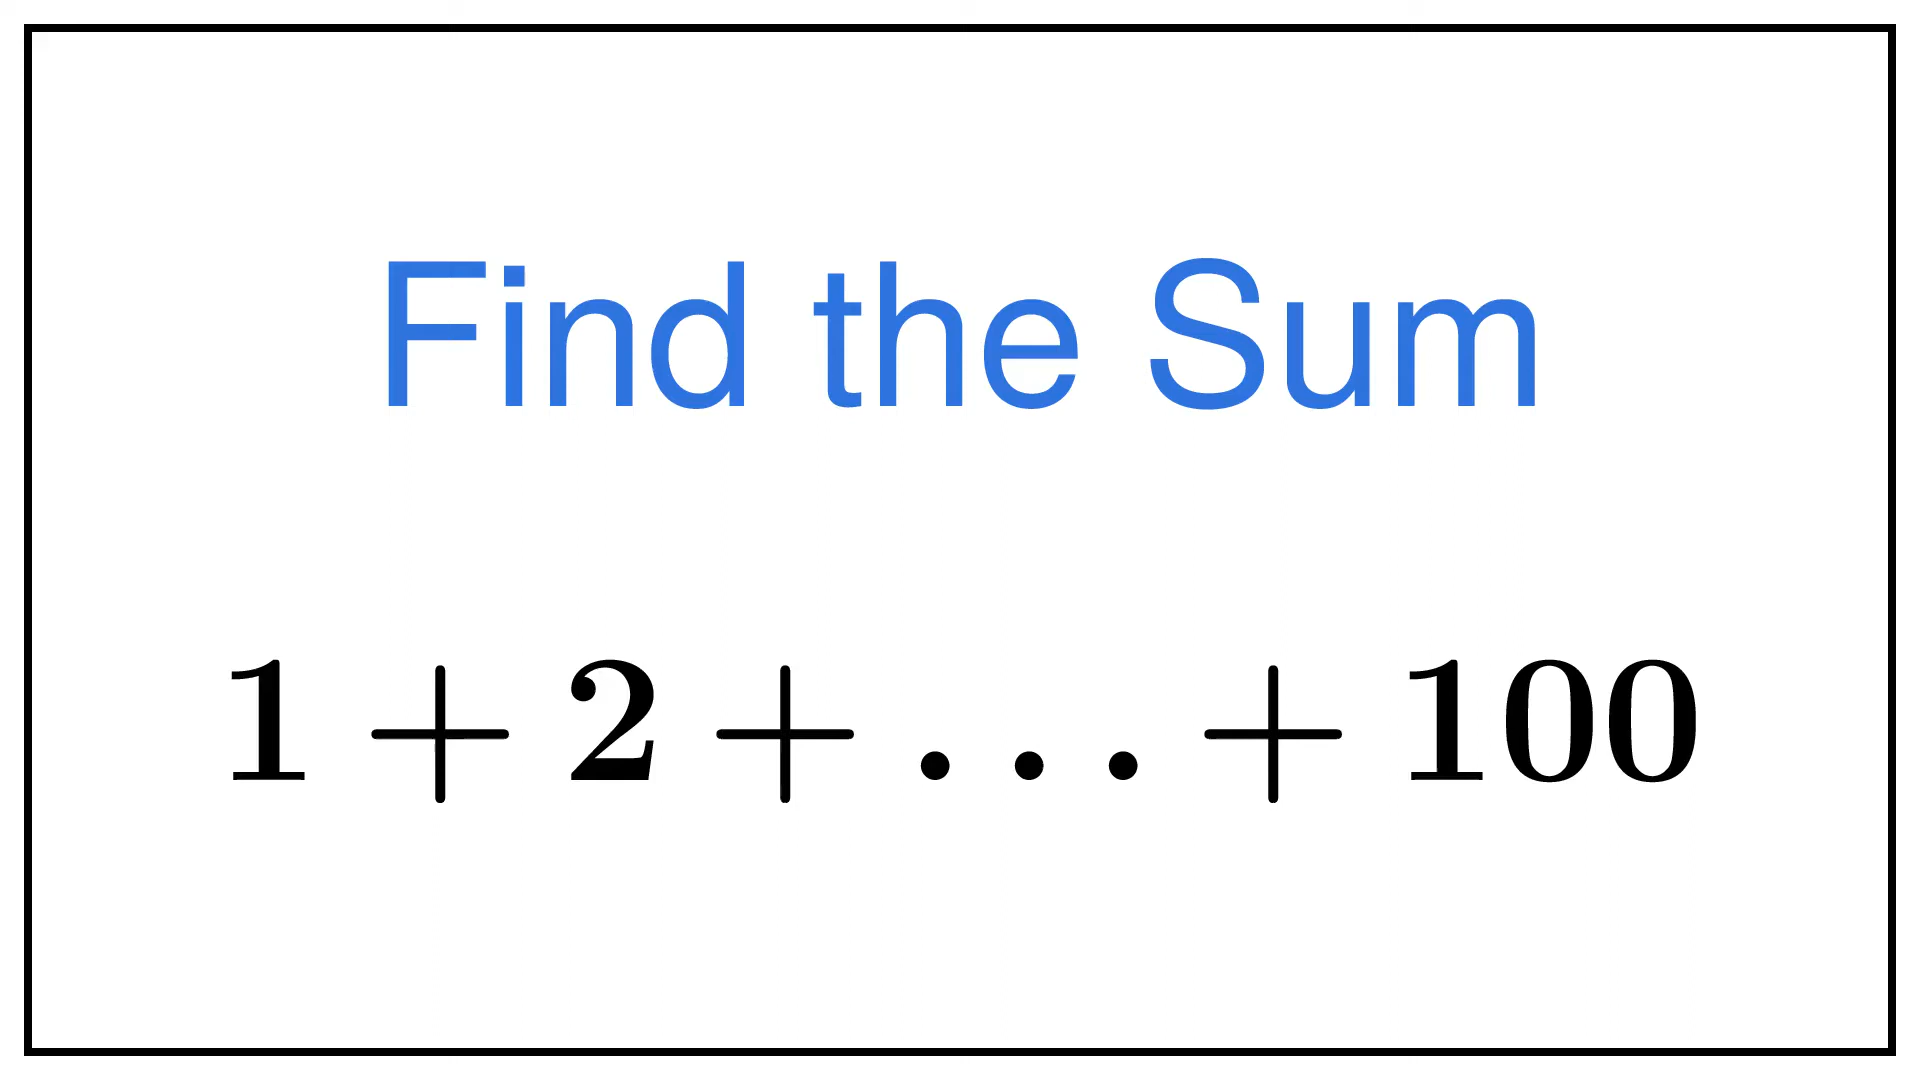 Find the Sum
1 + 2 + . . . + 100